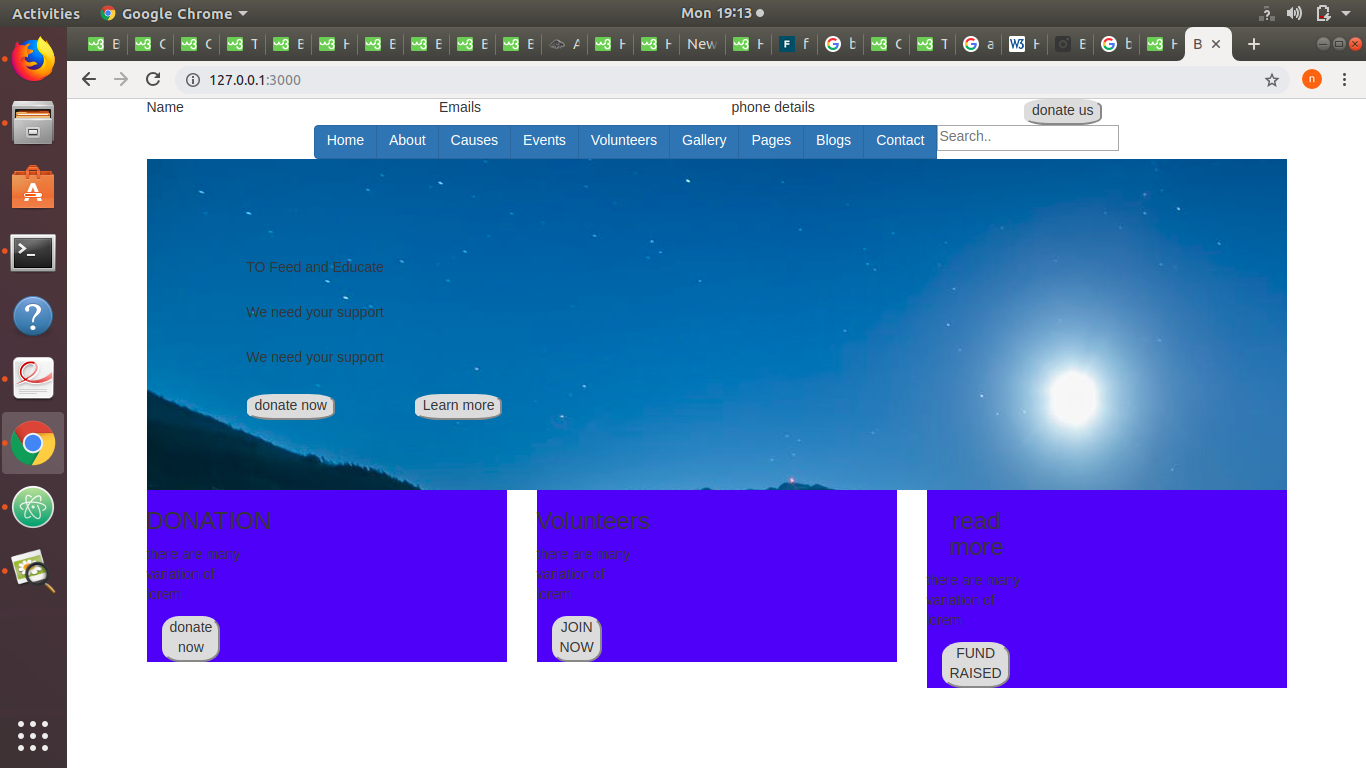 Activities Google Chrome Mon 19:13
B C C T E H E E E E A H H New H F f G b C T G a W3 H E G b H B
127.0.0.1:3000
Name Emails phone details donate us
Home About Causes Events Volunteers Gallery Pages Blogs Contact Search..
TO Feed and Educate
We need your support
We need your support
donate now Learn more
DONATION
there are many
variation of
lorem
donate
now
Volunteers
there are many
variation of
lorem
JOIN
NOW
read
more
there are many
variation of
lorem
FUND
RAISED